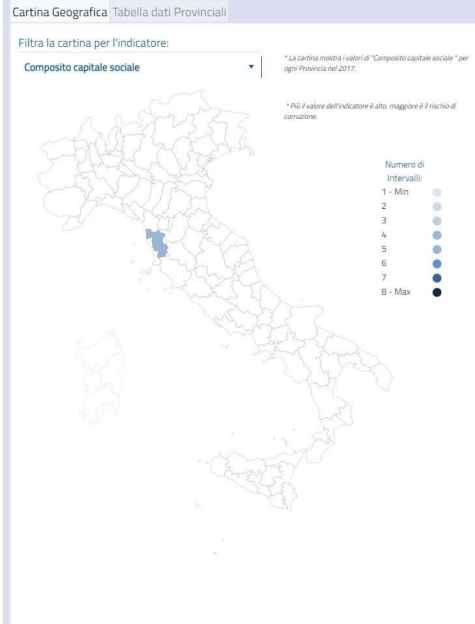 Cartina Geografica Tabella dati Provinciali
Filtra la cartina per l'indicatore:
Composito capitale sociale
* La cartina mostra i valori di "Composito capitale sociale " per
ogni Provincia nel 2017.
* Più il valore dell'indicatore è alto, maggiore è il rischio di
corruzione.
Numero di
Intervalli:
1 - Min
2
3
4
5
6
7
8 - Max